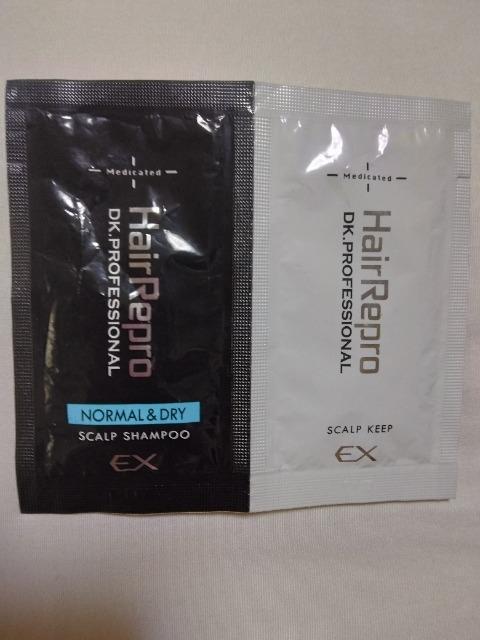 Medicated
HairRepro
DK.PROFESSIONAL
NORMAL & DRY
SCALP SHAMPOO
EX
Medicated
HairRepro
DK.PROFESSIONAL
SCALP KEEP
EX